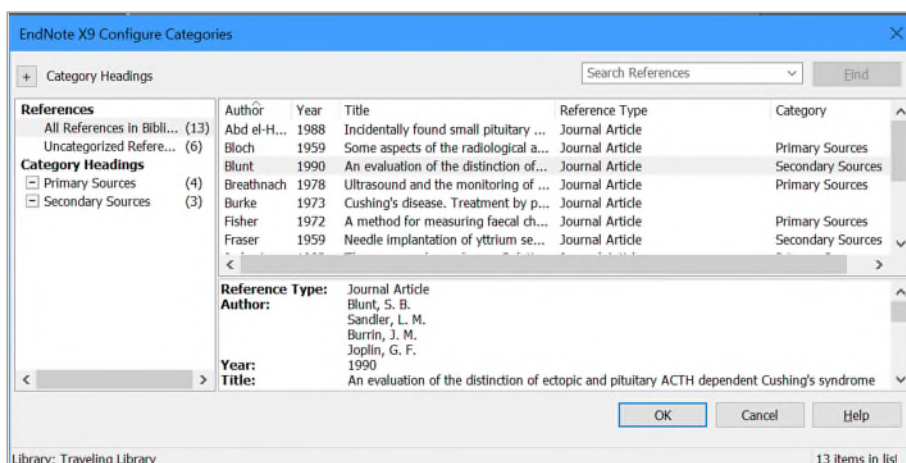 EndNote X9 Configure Categories
+ Category Headings
Search References
Find
References
All References in Bibli... (13)
Uncategorized Refere... (6)
Category Headings
Primary Sources (4)
Secondary Sources (3)
Author Year Title Reference Type Category
Abd el-H... 1988 Incidentally found small pituitary ... Journal Article
Bloch 1959 Some aspects of the radiological a... Journal Article Primary Sources
Blunt 1990 An evaluation of the distinction of... Journal Article Secondary Sources
Breathnach 1978 Ultrasound and the monitoring of ... Journal Article Primary Sources
Burke 1973 Cushing's disease. Treatment by p... Journal Article
Fisher 1972 A method for measuring faecal ch... Journal Article Primary Sources
Fraser 1959 Needle implantation of yttrium se... Journal Article Secondary Sources
Reference Type: Journal Article
Author: Blunt, S. B.
Sandler, L. M.
Burrin, J. M.
Joplin, G. F.
Year: 1990
Title: An evaluation of the distinction of ectopic and pituitary ACTH dependent Cushing's syndrome
OK Cancel Help
Library: Traveling Library
13 items in list